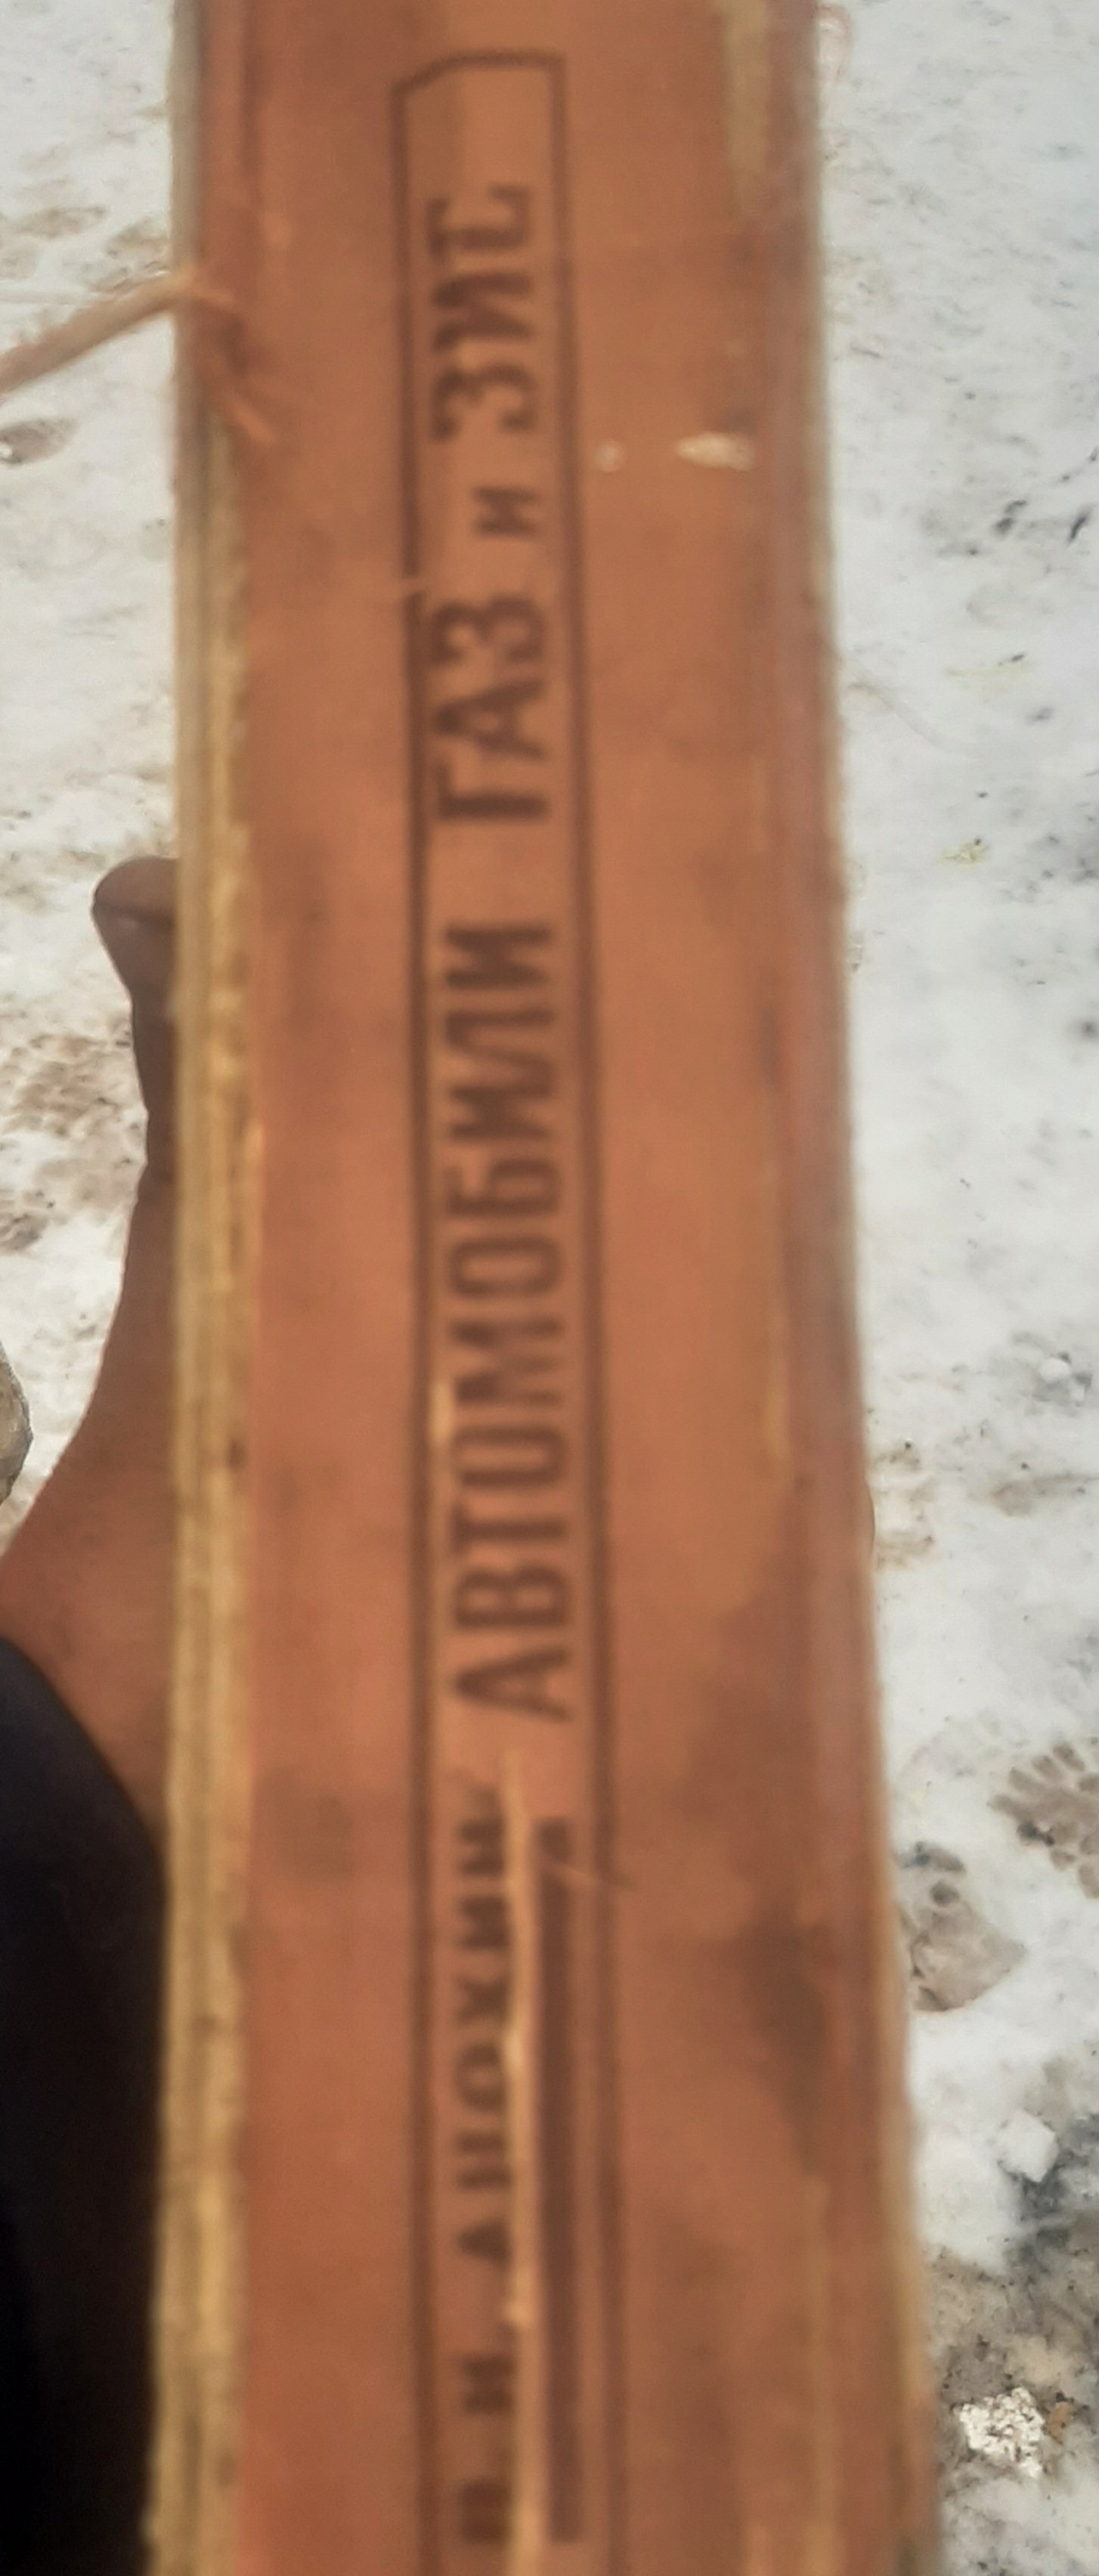 В. И. АНОХИН АВТОМОБИЛИ ГАЗ и ЗИС